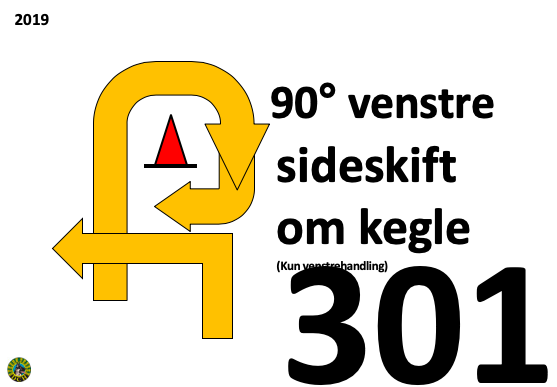 2019
90° venstre
sideskift
om kegle
(Kun venstrehandling)
301